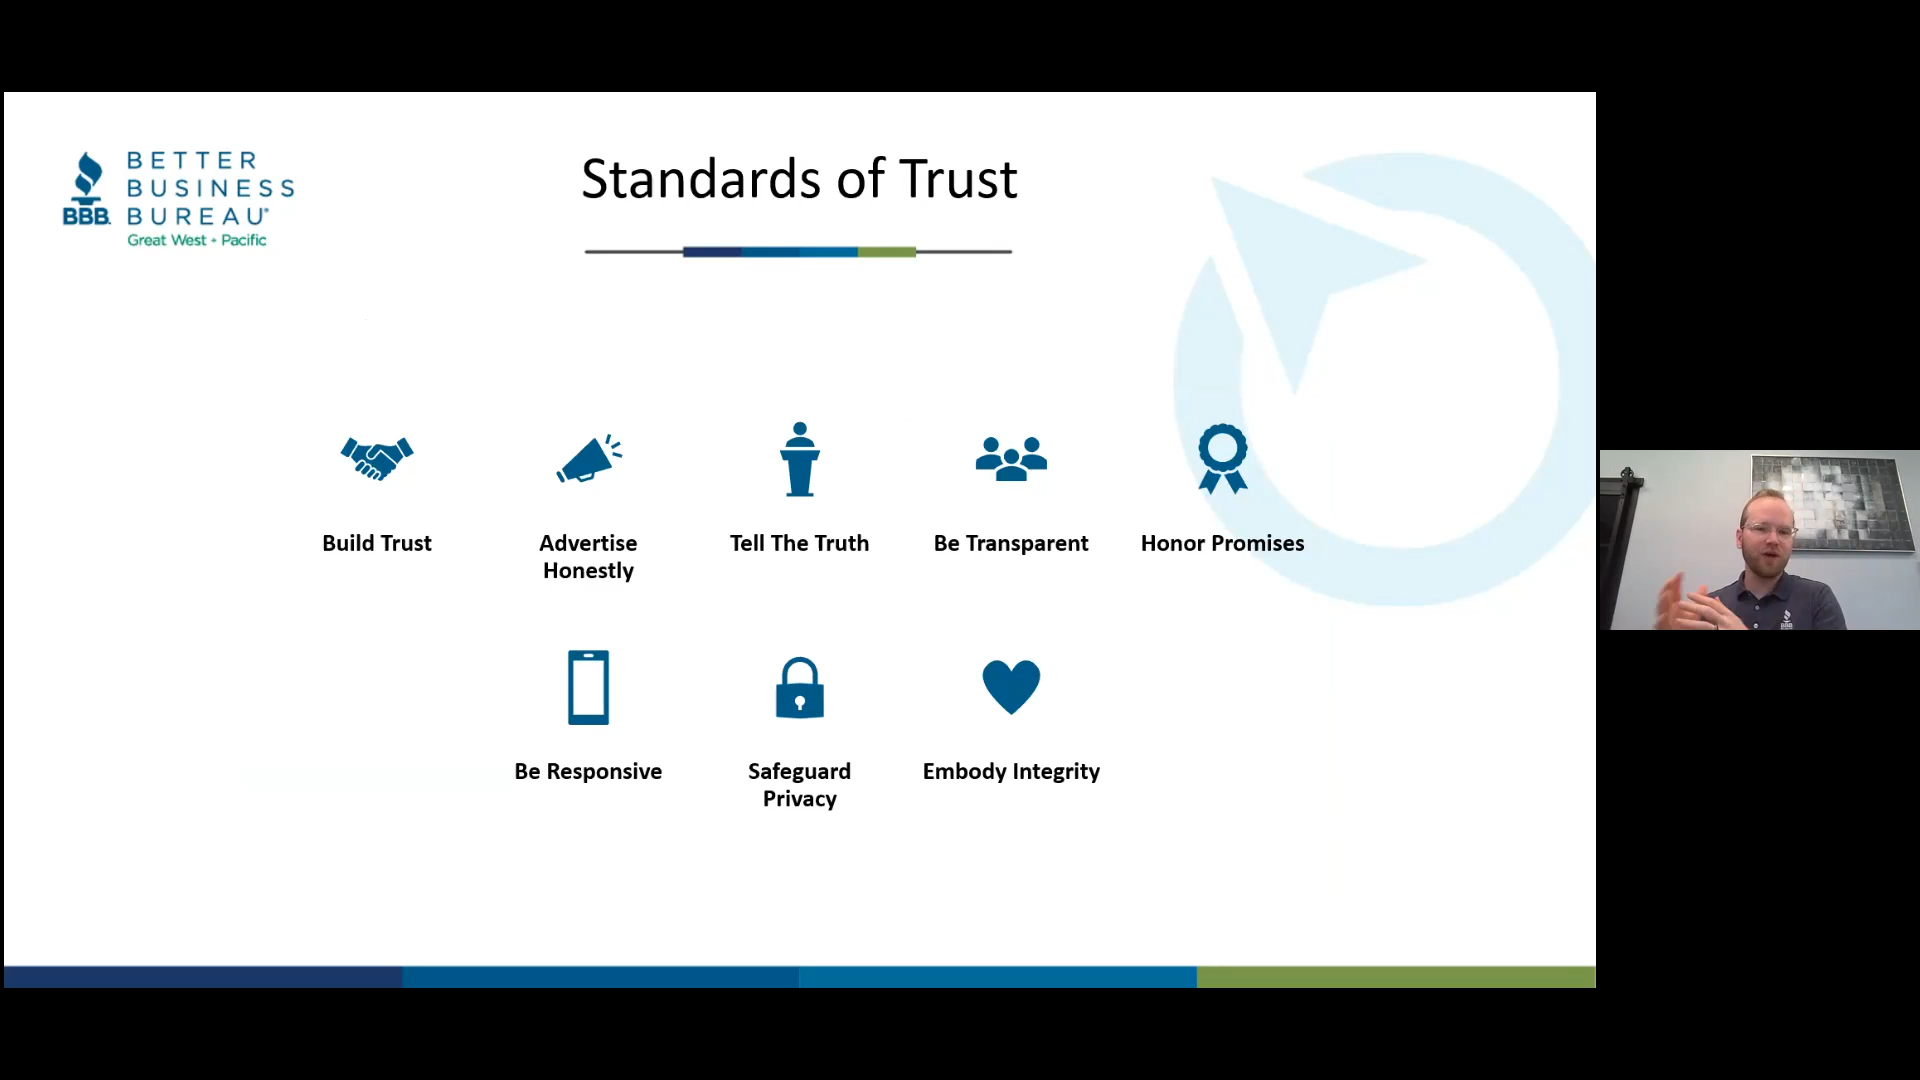 BETTER
BUSINESS
BUREAU®
BBB.
Great West + Pacific
Standards of Trust
Build Trust
Advertise
Honestly
Tell The Truth
Be Transparent
Honor Promises
Be Responsive
Safeguard
Privacy
Embody Integrity
BBB